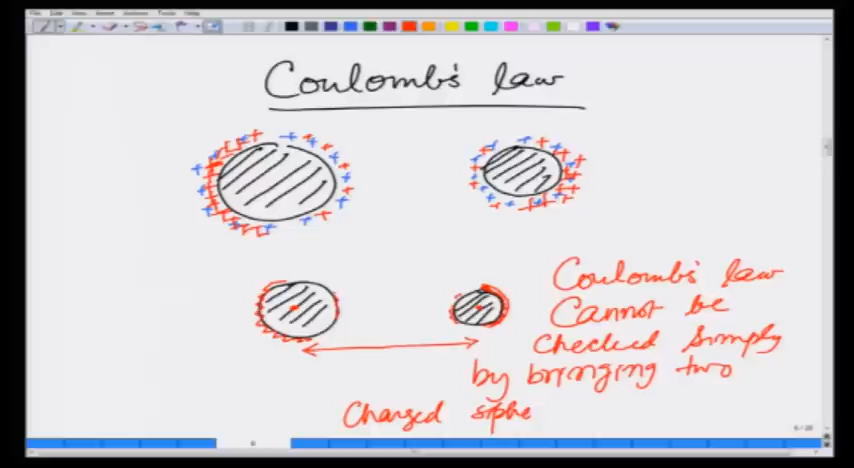 Coulomb's law
Coulomb's law
Cannot be
checked simply
by bringing two
Charged sphe